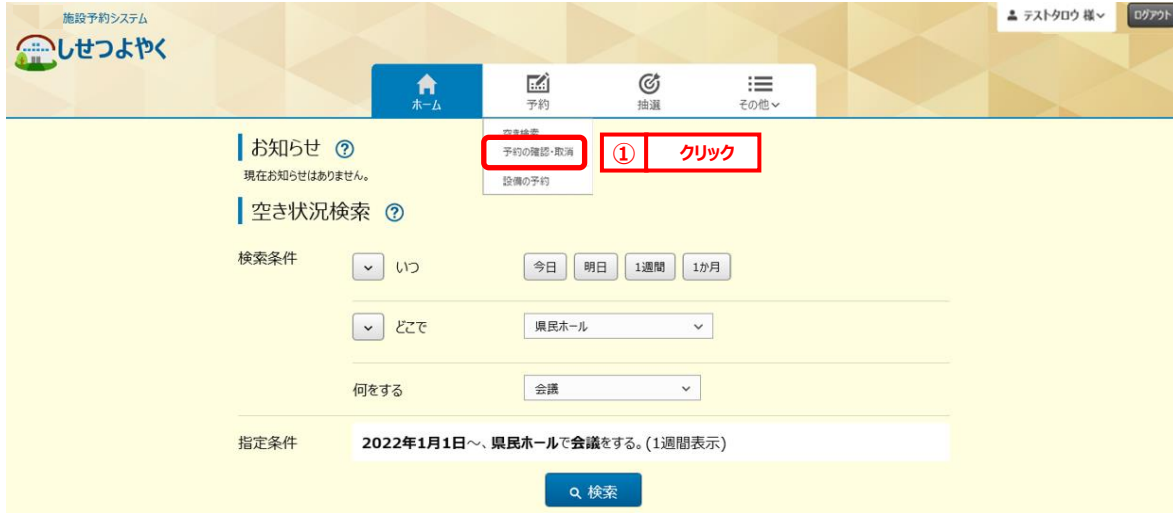 施設予約システム
しせつよやく
テストタロウ 様
ログアウト
ホーム
予約
抽選
その他
空き検索
予約の確認・取消
設備の予約
① クリック
お知らせ ?
現在お知らせはありません。
空き状況検索 ?
検索条件
いつ 今日 明日 1週間 1か月
どこで 県民ホール
何をする 会議
指定条件 2022年1月1日～、県民ホールで会議をする。(1週間表示)
検索